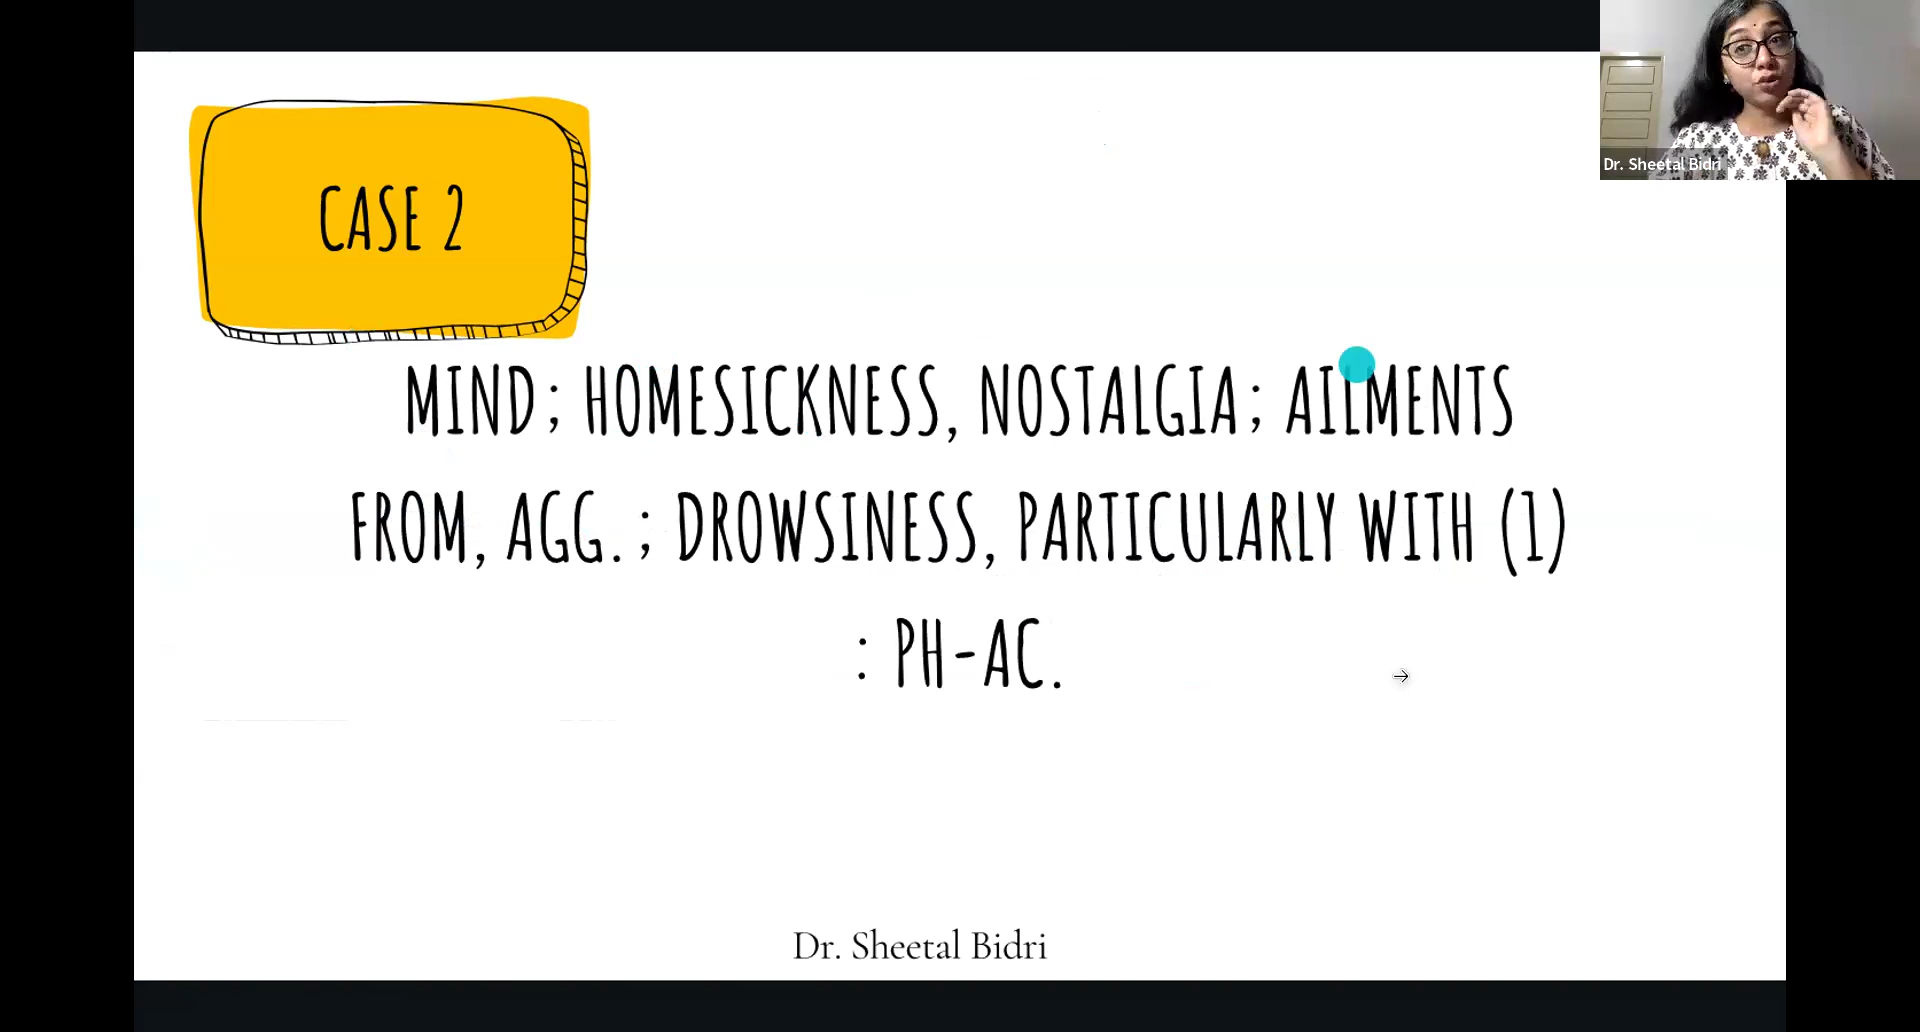 Dr. Sheetal Bidri
CASE 2
MIND; HOMESICKNESS, NOSTALGIA; AILMENTS
FROM, AGG. ; DROWSINESS, PARTICULARLY WITH (1)
: PH-AC.
Dr. Sheetal Bidri